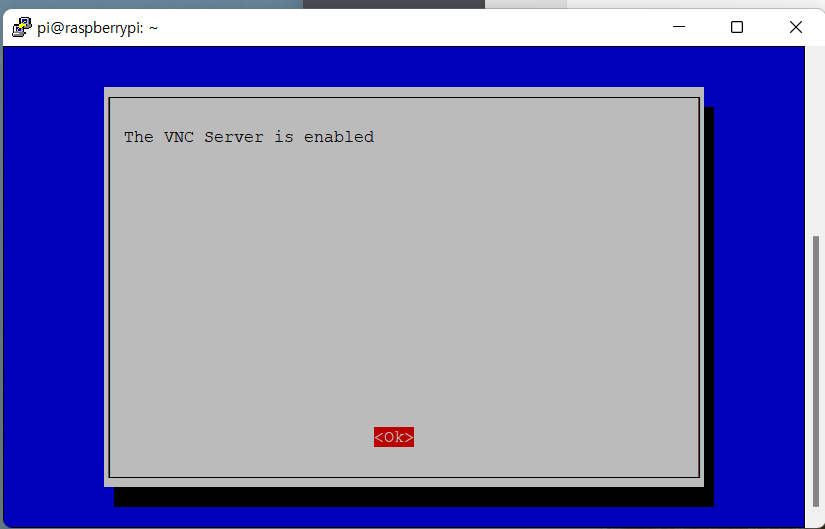 pi@raspberrypi: ~
The VNC Server is enabled
<Ok>